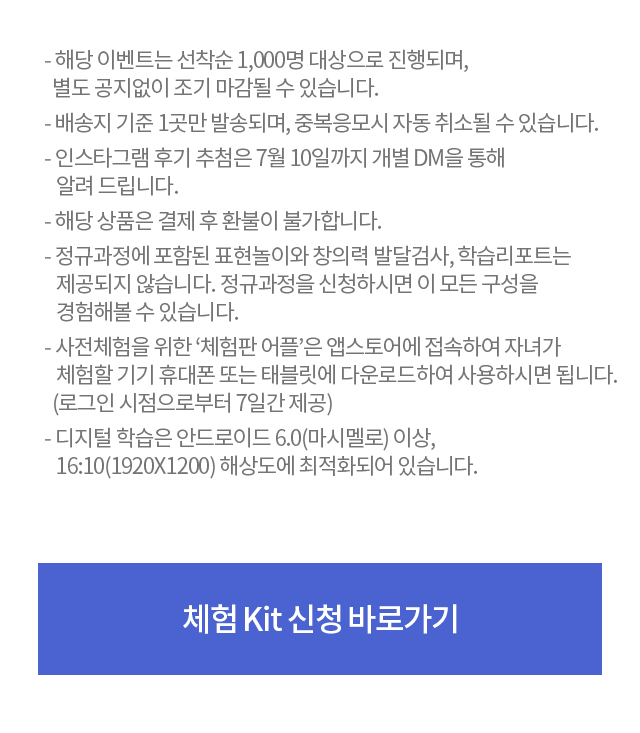 - 해당 이벤트는 선착순 1,000명 대상으로 진행되며,
별도 공지없이 조기 마감될 수 있습니다.
- 배송지 기준 1곳만 발송되며, 중복응모시 자동 취소될 수 있습니다.
- 인스타그램 후기 추첨은 7월 10일까지 개별 DM을 통해
알려 드립니다.
- 해당 상품은 결제 후 환불이 불가합니다.
- 정규과정에 포함된 표현놀이와 창의력 발달검사, 학습리포트는
제공되지 않습니다. 정규과정을 신청하시면 이 모든 구성을
경험해볼 수 있습니다.
- 사전체험을 위한 ‘체험판 어플’은 앱스토어에 접속하여 자녀가
체험할 기기 휴대폰 또는 태블릿에 다운로드하여 사용하시면 됩니다.
(로그인 시점으로부터 7일간 제공)
- 디지털 학습은 안드로이드 6.0(마시멜로) 이상,
16:10(1920X1200) 해상도에 최적화되어 있습니다.
체험 Kit 신청 바로가기